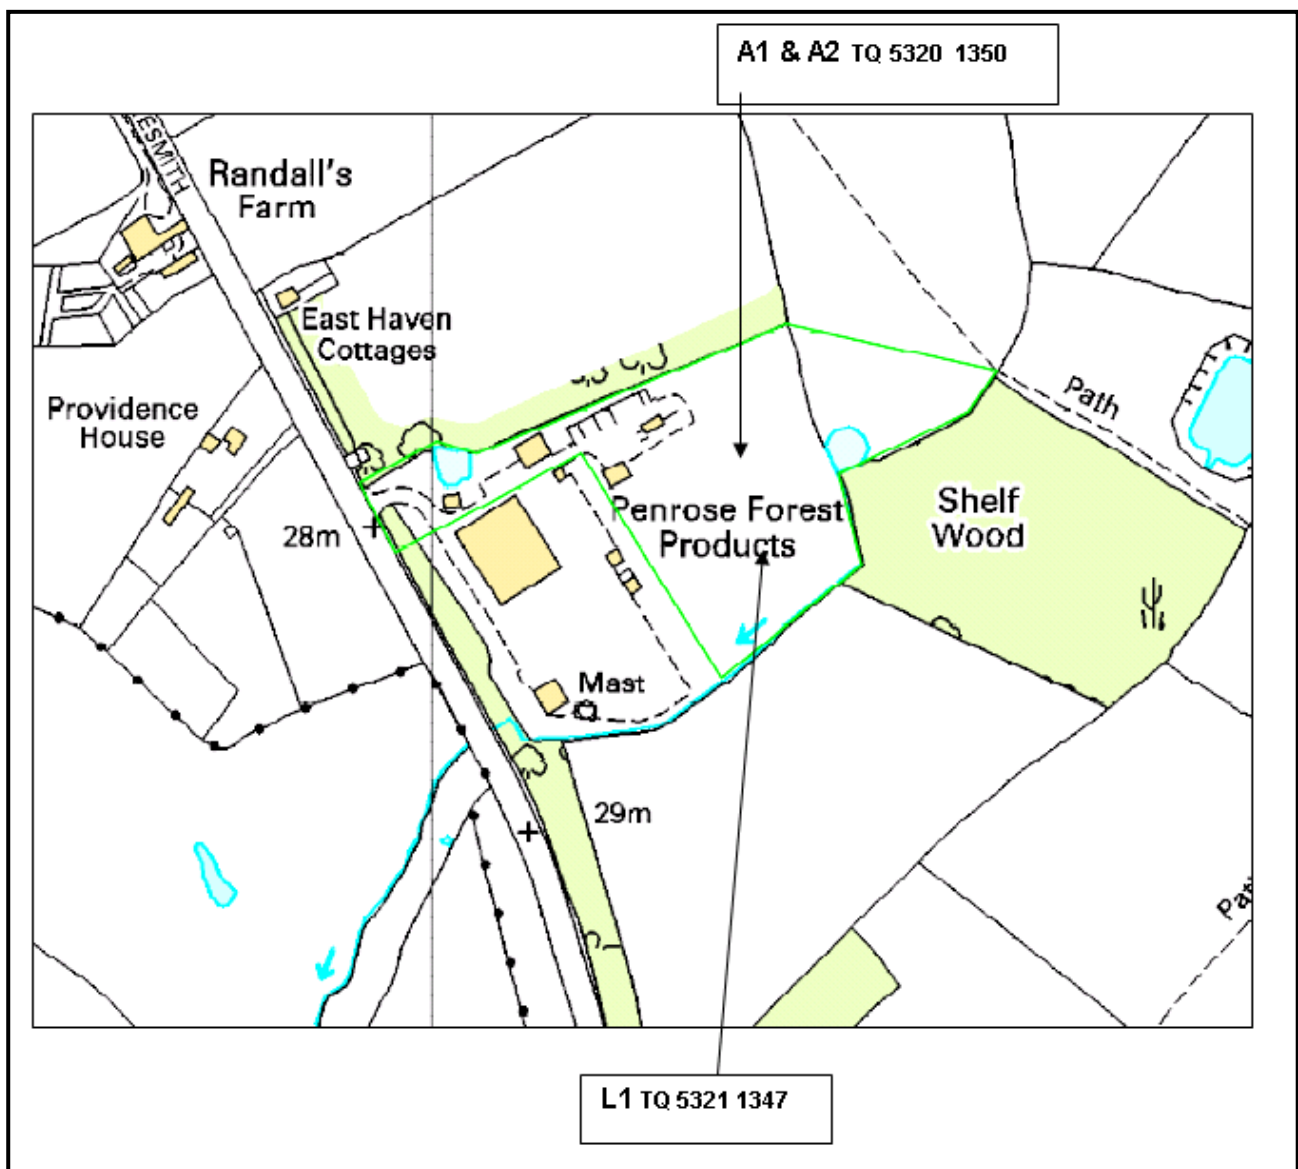 A1 & A2 TQ 5320 1350
ESMITH
Randall's
Farm
East Haven
Cottages
Providence
House
Path
28m
Penrose Forest
Products
Shelf
Wood
Mast
29m
L1 TQ 5321 1347